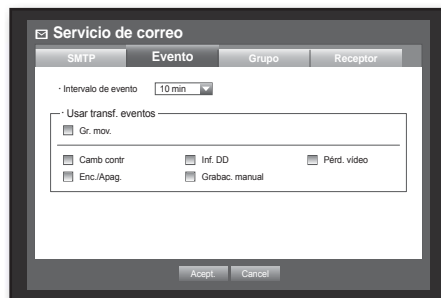 Servicio de correo
SMTP Evento Grupo Receptor
· Intervalo de evento 10 min
· Usar transf. eventos
Gr. mov.
Camb contr Inf. DD Pérd. vídeo
Enc./Apag. Grabac. manual
Acept. Cancel